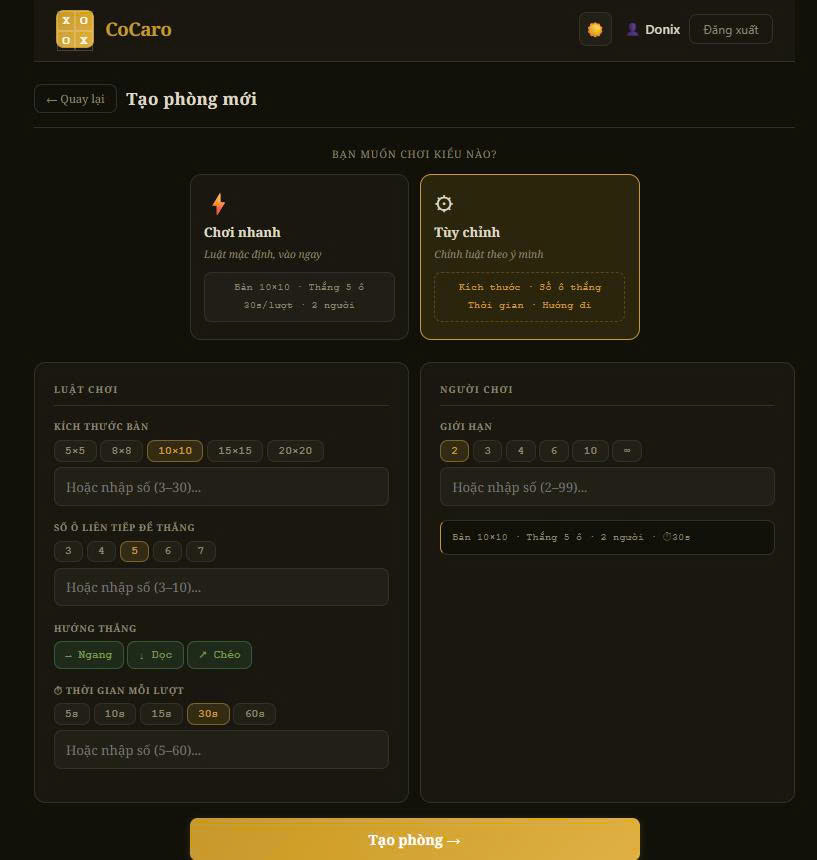 X O
O X
CoCaro
Donix
Đăng xuất
← Quay lại
Tạo phòng mới
BẠN MUỐN CHƠI KIỂU NÀO?
Chơi nhanh
Luật mặc định, vào ngay
Bàn 10×10 · Thắng 5 ô
30s/lượt · 2 người
Tùy chỉnh
Chỉnh luật theo ý mình
Kích thước · Số ô thắng
Thời gian · Hướng đi
LUẬT CHƠI
KÍCH THƯỚC BÀN
5×5 8×8 10×10 15×15 20×20
Hoặc nhập số (3–30)...
SỐ Ô LIÊN TIẾP ĐỂ THẮNG
3 4 5 6 7
Hoặc nhập số (3–10)...
HƯỚNG THẮNG
↔ Ngang ↕ Dọc ↗ Chéo
⏱ THỜI GIAN MỖI LƯỢT
5s 10s 15s 30s 60s
Hoặc nhập số (5–60)...
NGƯỜI CHƠI
GIỚI HẠN
2 3 4 6 10 ∞
Hoặc nhập số (2–99)...
Bàn 10×10 · Thắng 5 ô · 2 người · ⏱30s
Tạo phòng →